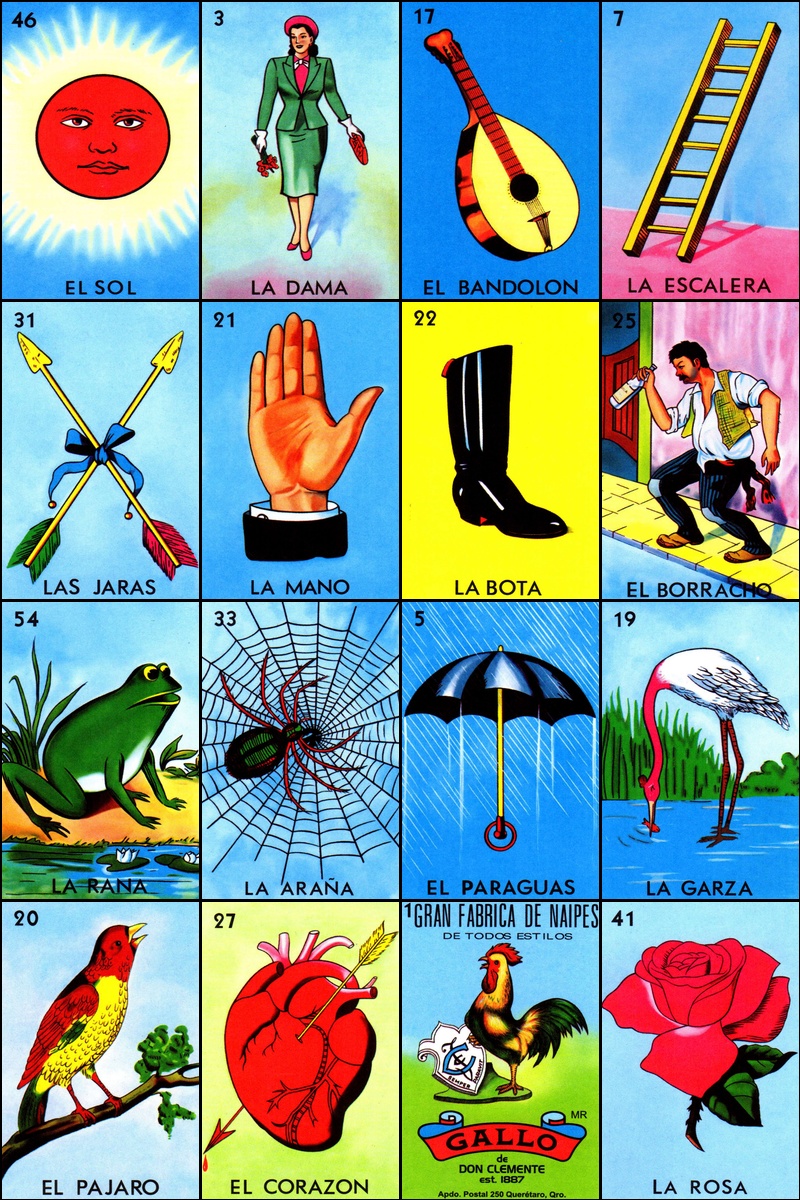 46
EL SOL
3
LA DAMA
17
EL BANDOLON
7
LA ESCALERA
31
LAS JARAS
21
LA MANO
22
LA BOTA
25
EL BORRACHO
54
LA RANA
33
LA ARAÑA
5
EL PARAGUAS
19
LA GARZA
20
EL PAJARO
27
EL CORAZON
1
GRAN FABRICA DE NAIPES
DE TODOS ESTILOS
SEMPER
MR
GALLO
de
DON CLEMENTE
est. 1887
Apdo. Postal 250 Querétaro, Qro.
41
LA ROSA